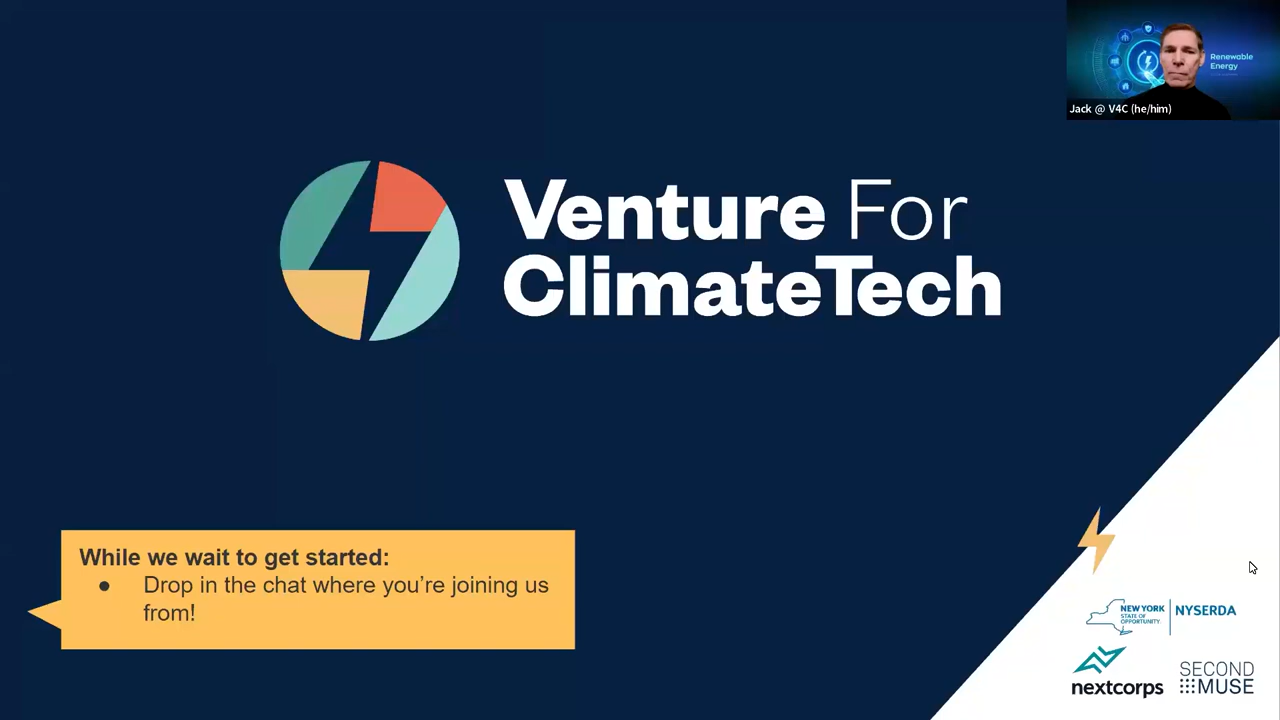 Renewable
Energy
Jack @ V4C (he/him)
Venture For
ClimateTech
While we wait to get started:
● Drop in the chat where you’re joining us
from!
NEW YORK
STATE OF
OPPORTUNITY.
NYSERDA
nextcorps
SECOND
MUSE